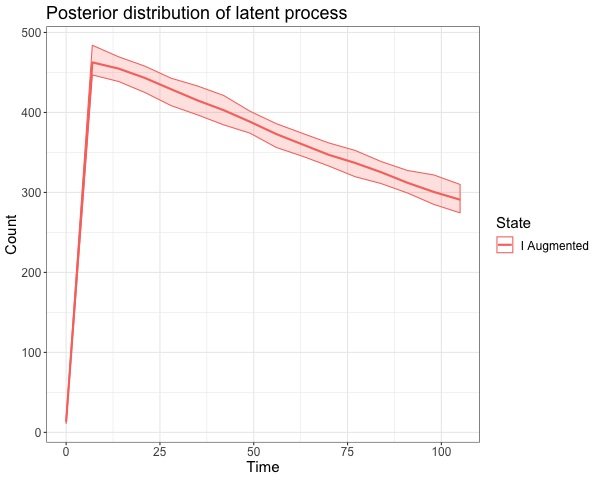 Posterior distribution of latent process
500
400
300
200
100
0
Count
0 25 50 75 100
Time
State
I Augmented